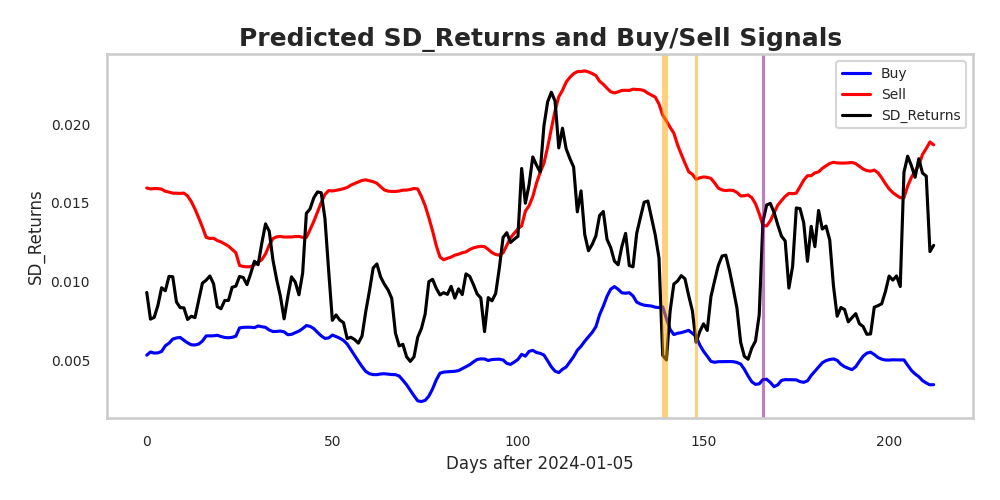 Predicted SD_Returns and Buy/Sell Signals
Buy
Sell
SD_Returns
0.020
0.015
0.010
0.005
SD_Returns
0
50
100
150
200
Days after 2024-01-05